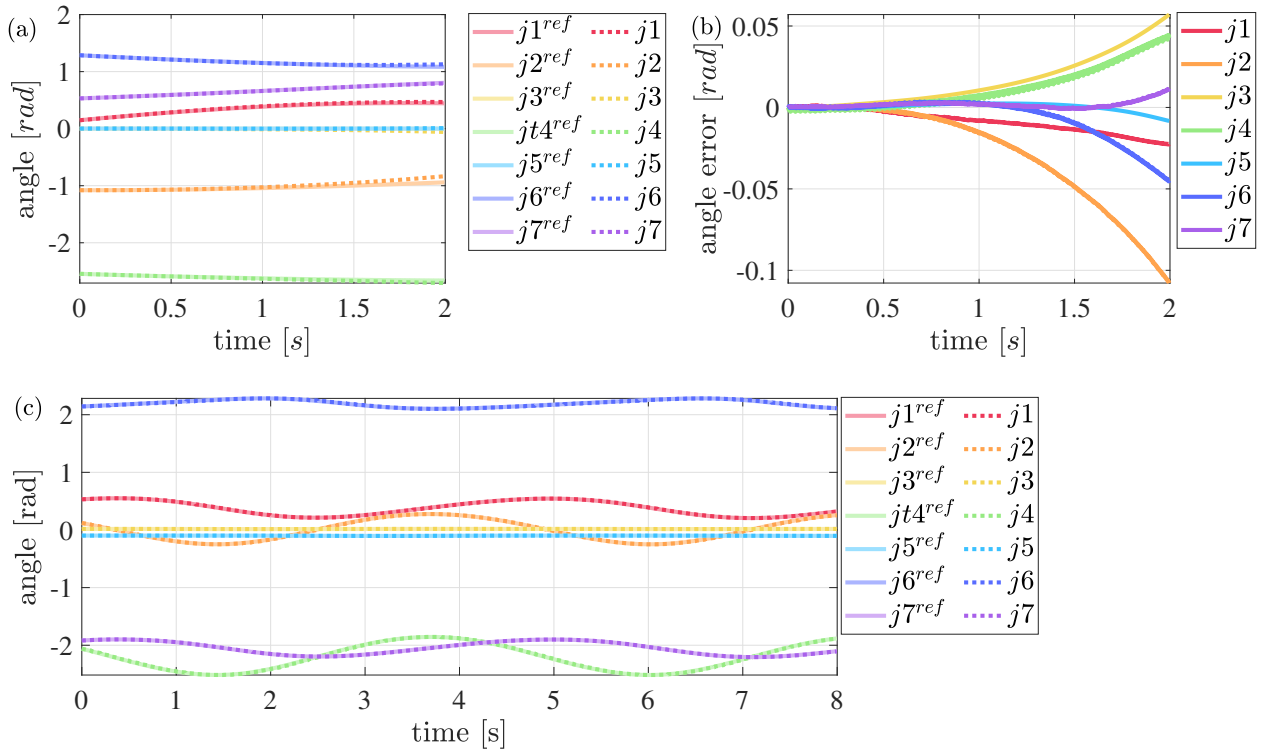 (a)
2
1
0
-1
-2
angle [rad]
0 0.5 1 1.5 2
time [s]
j1^{ref} j1
j2^{ref} j2
j3^{ref} j3
jt4^{ref} j4
j5^{ref} j5
j6^{ref} j6
j7^{ref} j7
(b)
0.05
0
-0.05
-0.1
angle error [rad]
0 0.5 1 1.5 2
time [s]
j1
j2
j3
j4
j5
j6
j7
(c)
2
1
0
-1
-2
angle [rad]
0 1 2 3 4 5 6 7 8
time [s]
j1^{ref} j1
j2^{ref} j2
j3^{ref} j3
jt4^{ref} j4
j5^{ref} j5
j6^{ref} j6
j7^{ref} j7